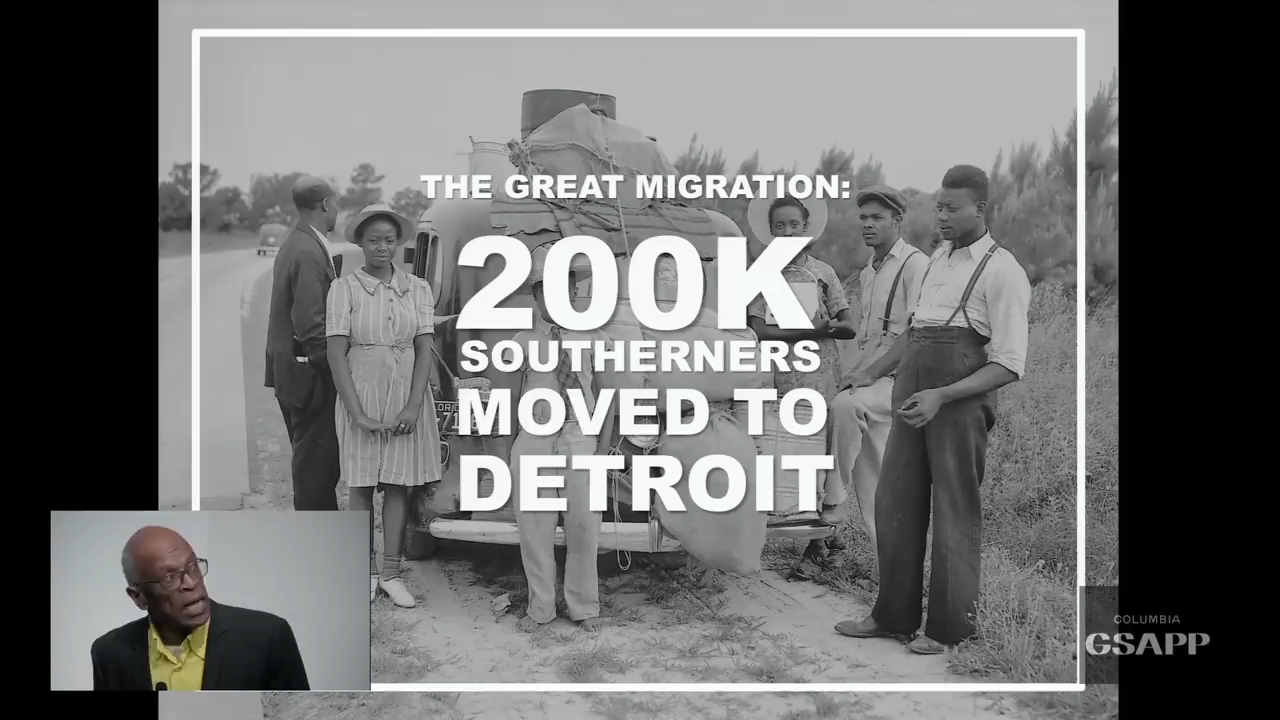 THE GREAT MIGRATION:
200K
SOUTHERNERS
MOVED TO
DETROIT
COLUMBIA
GSAPP